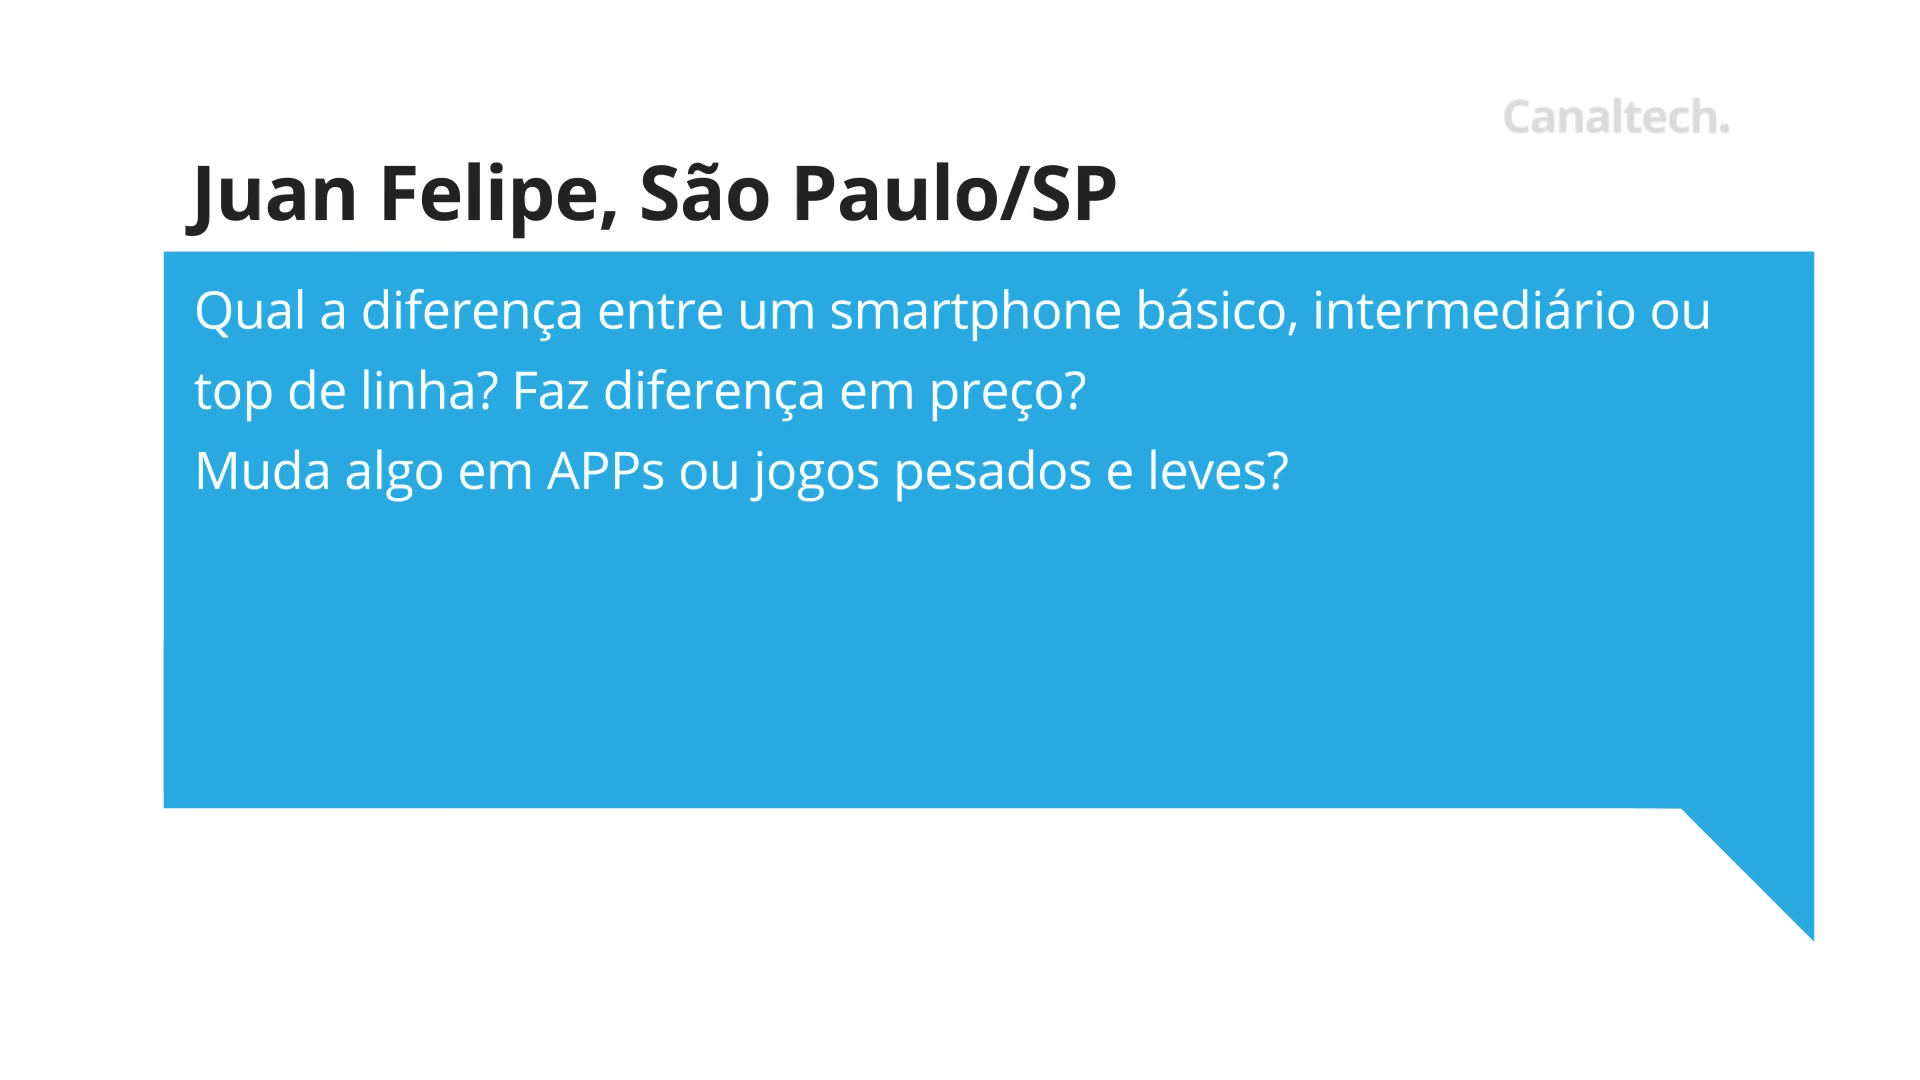 Canaltech.
Juan Felipe, São Paulo/SP
Qual a diferença entre um smartphone básico, intermediário ou
top de linha? Faz diferença em preço?
Muda algo em APPs ou jogos pesados e leves?